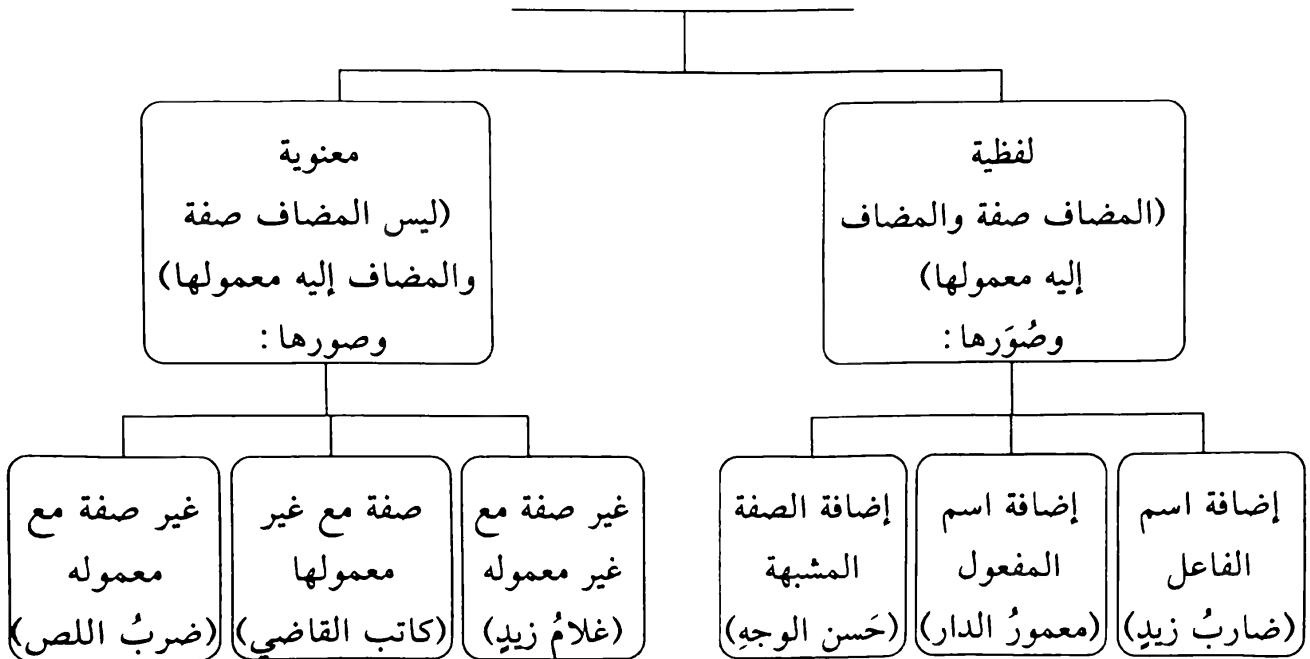 لفظية
(المضاف صفة والمضاف
إليه معمولها)
وصُوَرها :
معنوية
(ليس المضاف صفة
والمضاف إليه معمولها)
وصورها :
إضافة اسم
الفاعل
(ضاربُ زيدٍ)
إضافة اسم
المفعول
(معمورُ الدار)
إضافة الصفة
المشبهة
(حَسن الوجهِ)
غير صفة مع
غير معموله
(غلامُ زيدٍ)
صفة مع غير
معمولها
(كاتب القاضي)
غير صفة مع
معموله
(ضربُ اللص)